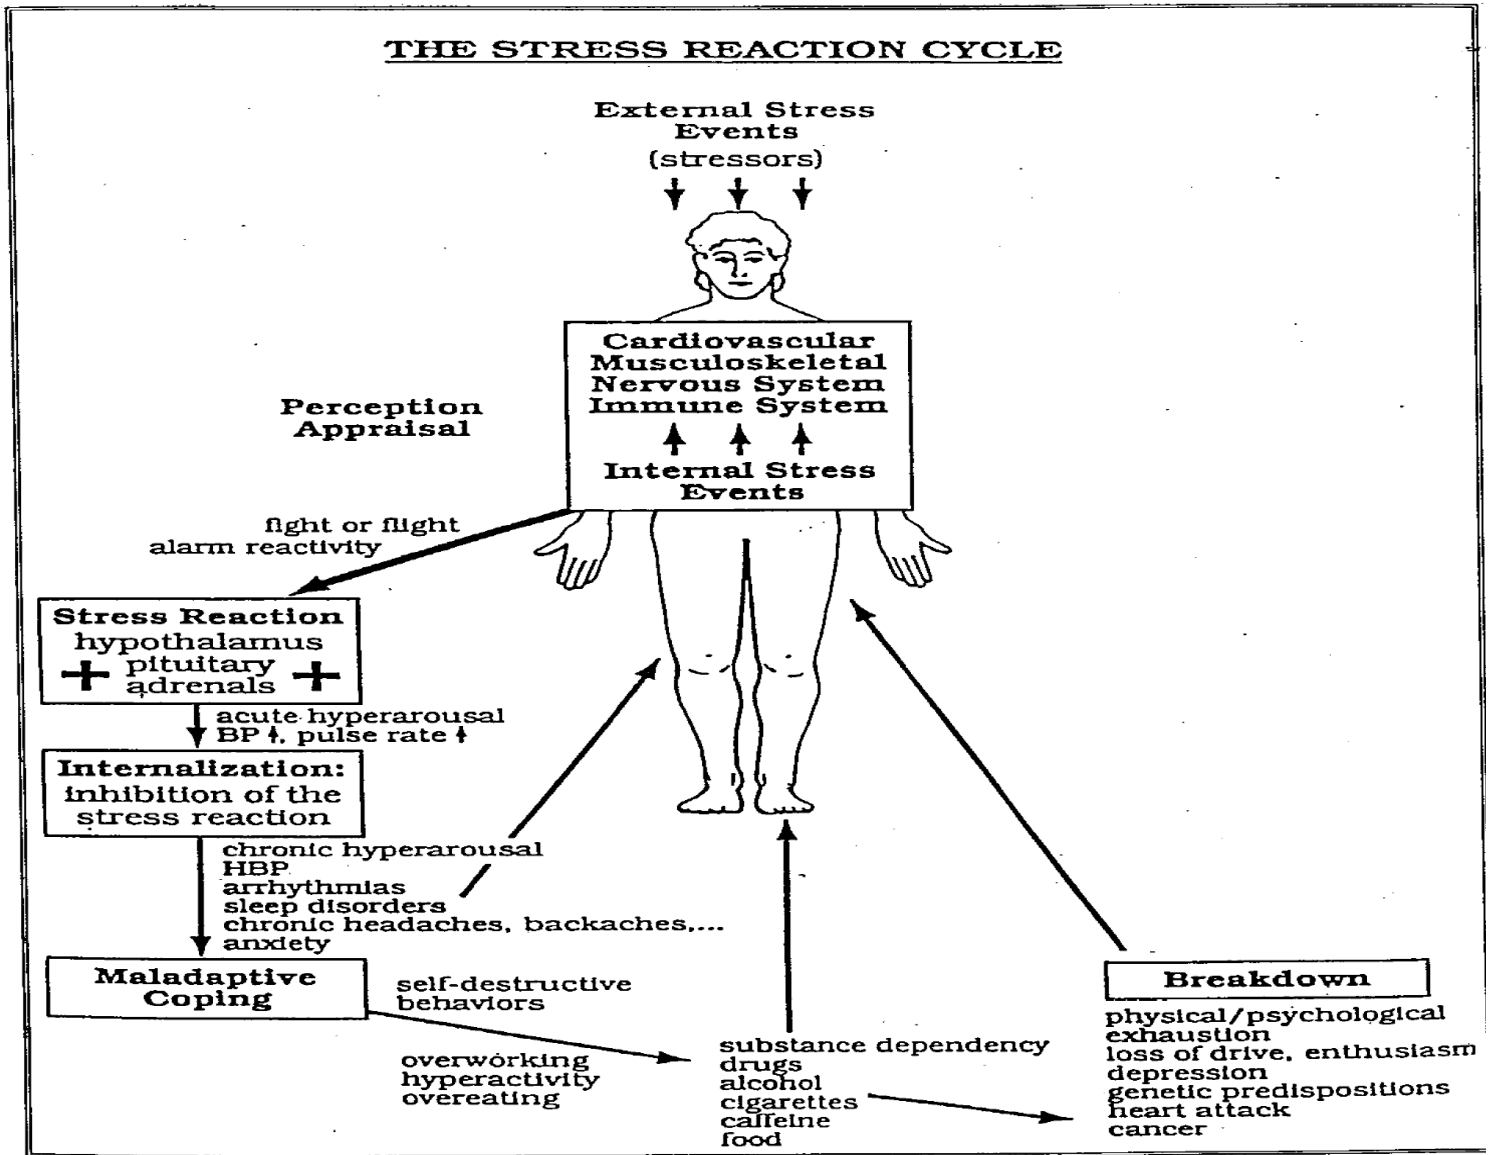 THE STRESS REACTION CYCLE
External Stress
Events
(stressors)
Cardiovascular
Musculoskeletal
Nervous System
Immune System
Internal Stress
Events
Perception
Appraisal
fight or flight
alarm reactivity
Stress Reaction
hypothalamus
+ pituitary +
adrenals
acute hyperarousal
BP ↑, pulse rate ↑
Internalization:
inhibition of the
stress reaction
chronic hyperarousal
HBP
arrhythmias
sleep disorders
chronic headaches, backaches,...
anxiety
Maladaptive
Coping
self-destructive
behaviors
overworking
hyperactivity
overeating
substance dependency
drugs
alcohol
cigarettes
caffeine
food
Breakdown
physical/psychological
exhaustion
loss of drive, enthusiasm
depression
genetic predispositions
heart attack
cancer